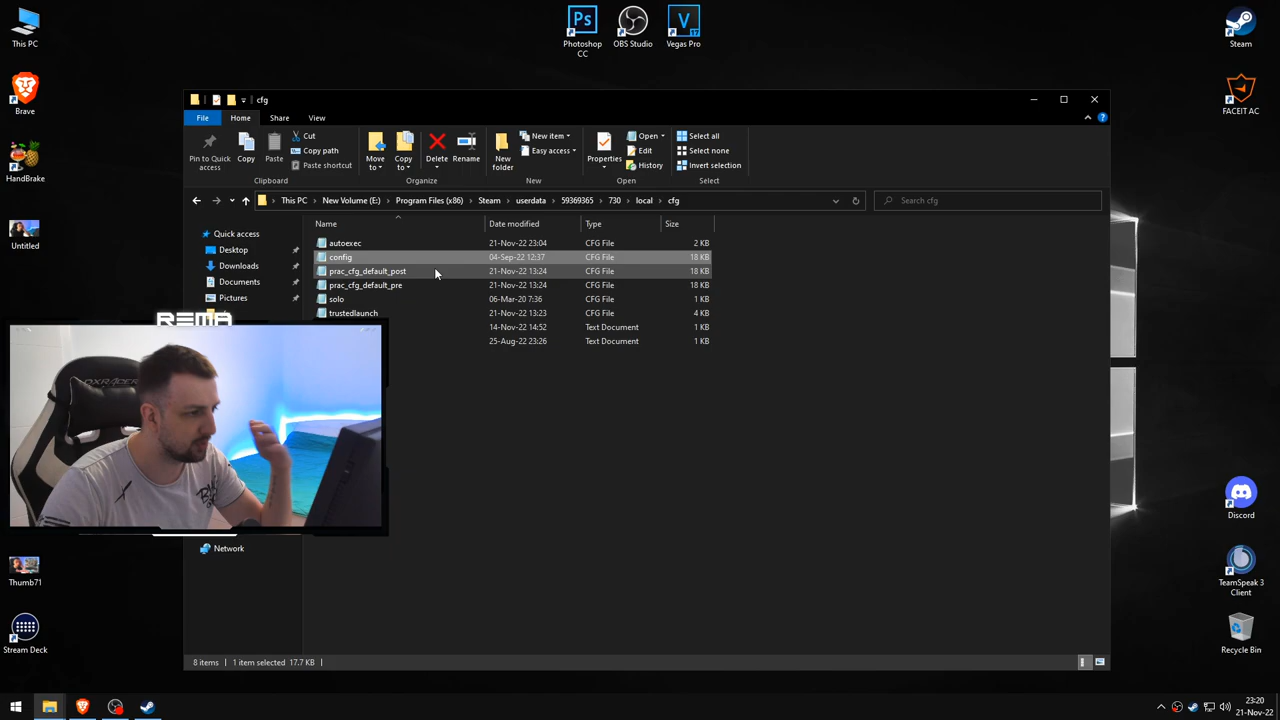 This PC
Brave
HandBrake
Untitled
Thumb71
Stream Deck
Photoshop CC
OBS Studio
Vegas Pro
Steam
FACEIT AC
Discord
TeamSpeak 3 Client
Recycle Bin
cfg
File Home Share View
Pin to Quick access
Copy
Paste
Cut
Copy path
Paste shortcut
Clipboard
Move to
Copy to
Delete
Rename
Organize
New folder
New item
Easy access
New
Properties
Open
Edit
History
Open
Select all
Select none
Invert selection
Select
This PC > New Volume (E:) > Program Files (x86) > Steam > userdata > 59369365 > 730 > local > cfg
Search cfg
Name Date modified Type Size
Quick access
Desktop
Downloads
Documents
Pictures
autoexec 21-Nov-22 23:04 CFG File 2 KB
config 04-Sep-22 12:37 CFG File 18 KB
prac_cfg_default_post 21-Nov-22 13:24 CFG File 18 KB
prac_cfg_default_pre 21-Nov-22 13:24 CFG File 18 KB
solo 06-Mar-20 7:36 CFG File 1 KB
trustedlaunch 21-Nov-22 13:23 CFG File 4 KB
14-Nov-22 14:52 Text Document 1 KB
25-Aug-22 23:26 Text Document 1 KB
REMA
DXRACER
Network
8 items 1 item selected 17.7 KB
23:20
21-Nov-22